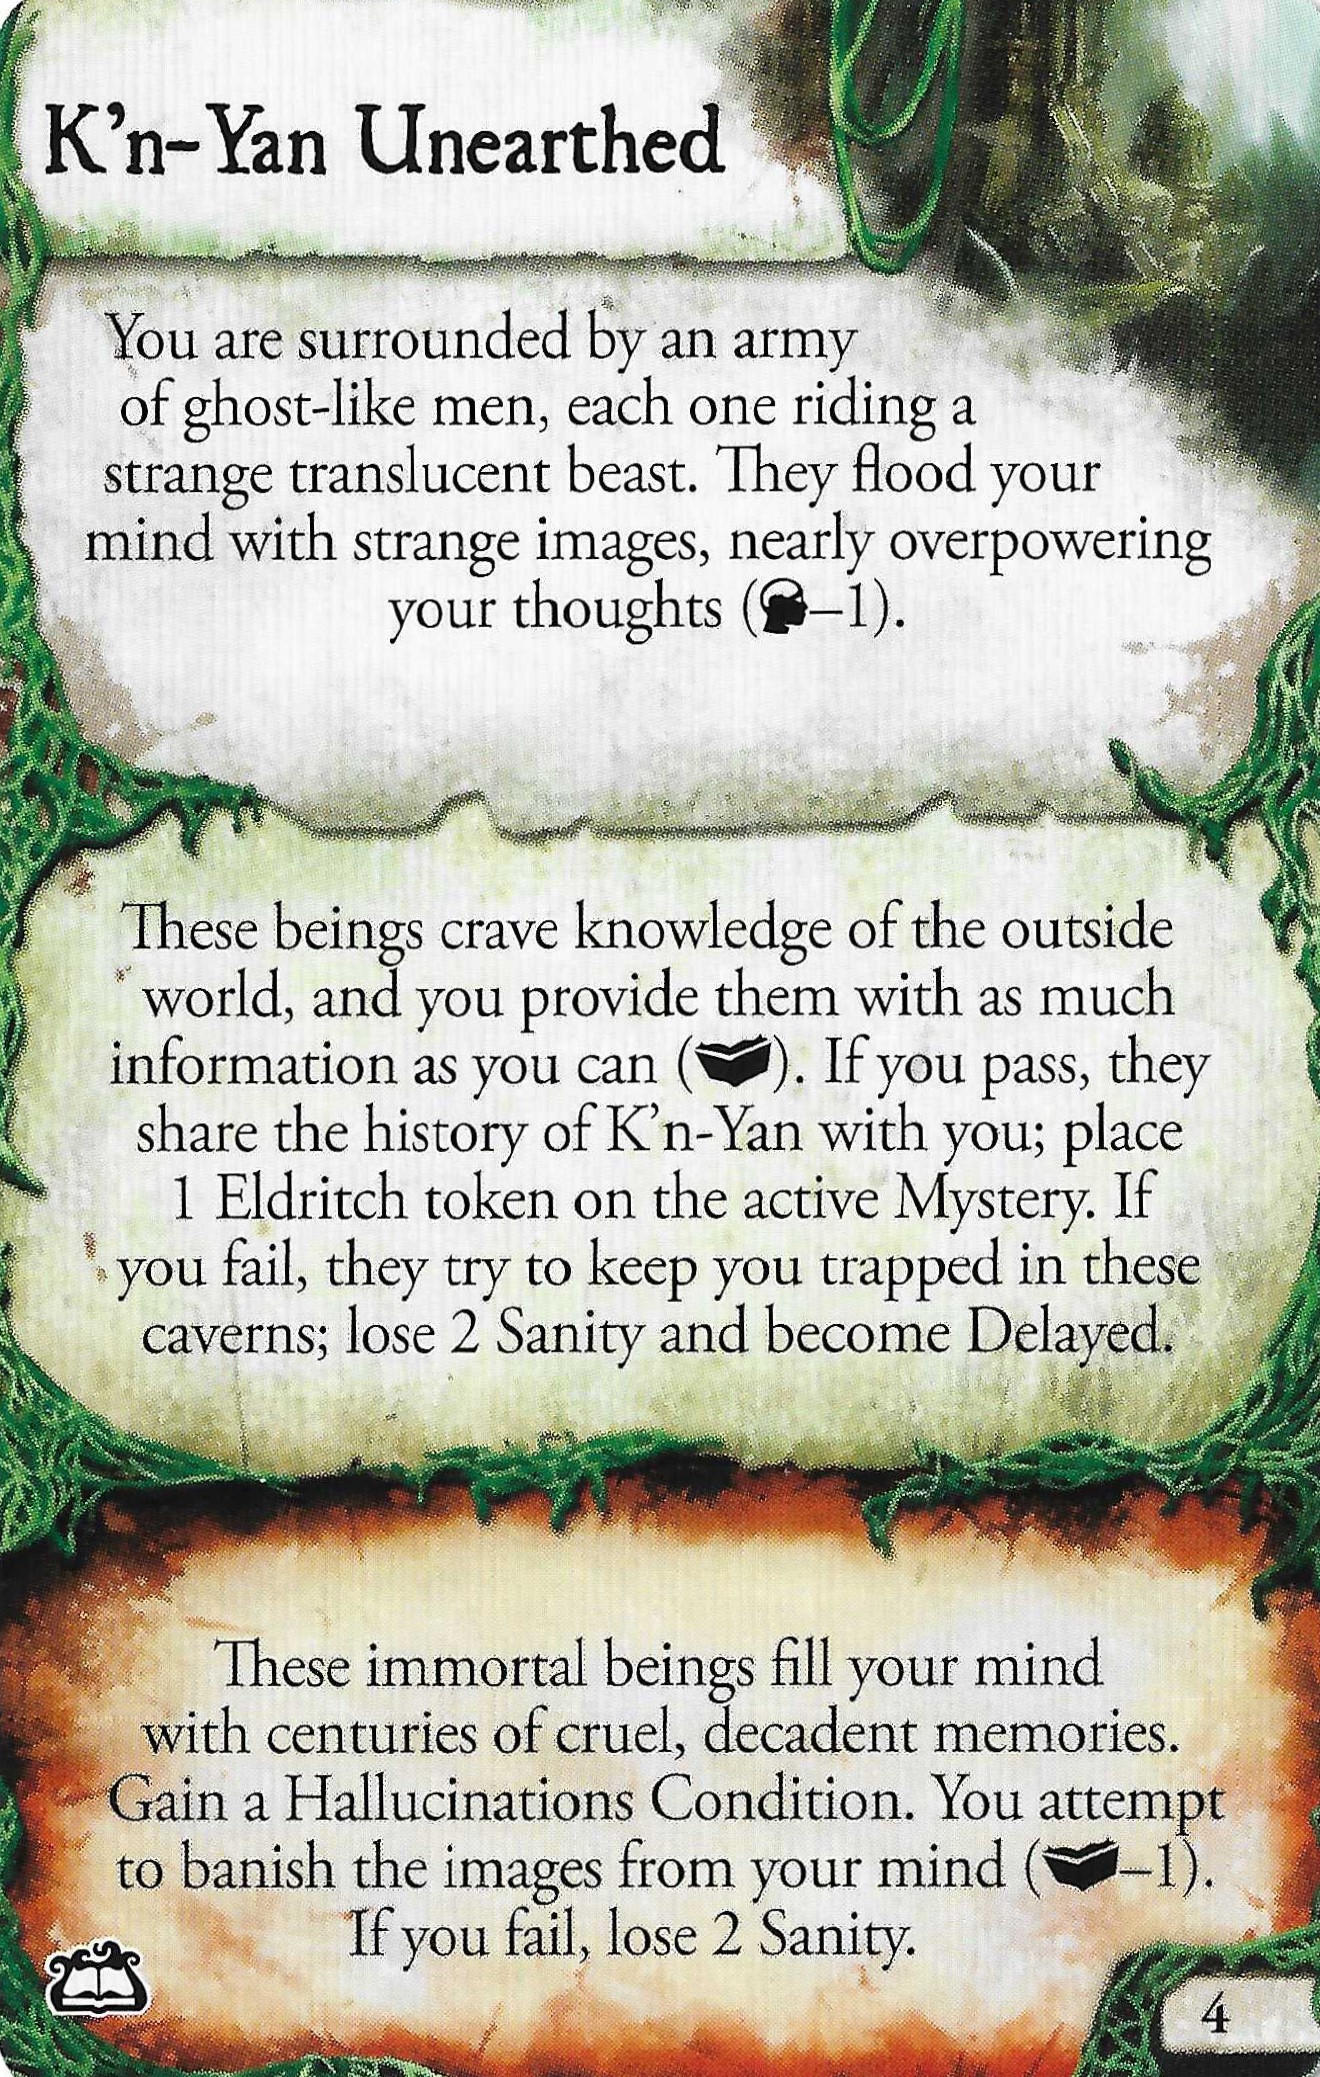 K'n-Yan Unearthed
You are surrounded by an army
of ghost-like men, each one riding a
strange translucent beast. They flood your
mind with strange images, nearly overpowering
your thoughts (–1).
These beings crave knowledge of the outside
world, and you provide them with as much
information as you can (). If you pass, they
share the history of K'n-Yan with you; place
1 Eldritch token on the active Mystery. If
you fail, they try to keep you trapped in these
caverns; lose 2 Sanity and become Delayed.
These immortal beings fill your mind
with centuries of cruel, decadent memories.
Gain a Hallucinations Condition. You attempt
to banish the images from your mind (–1).
If you fail, lose 2 Sanity.
4